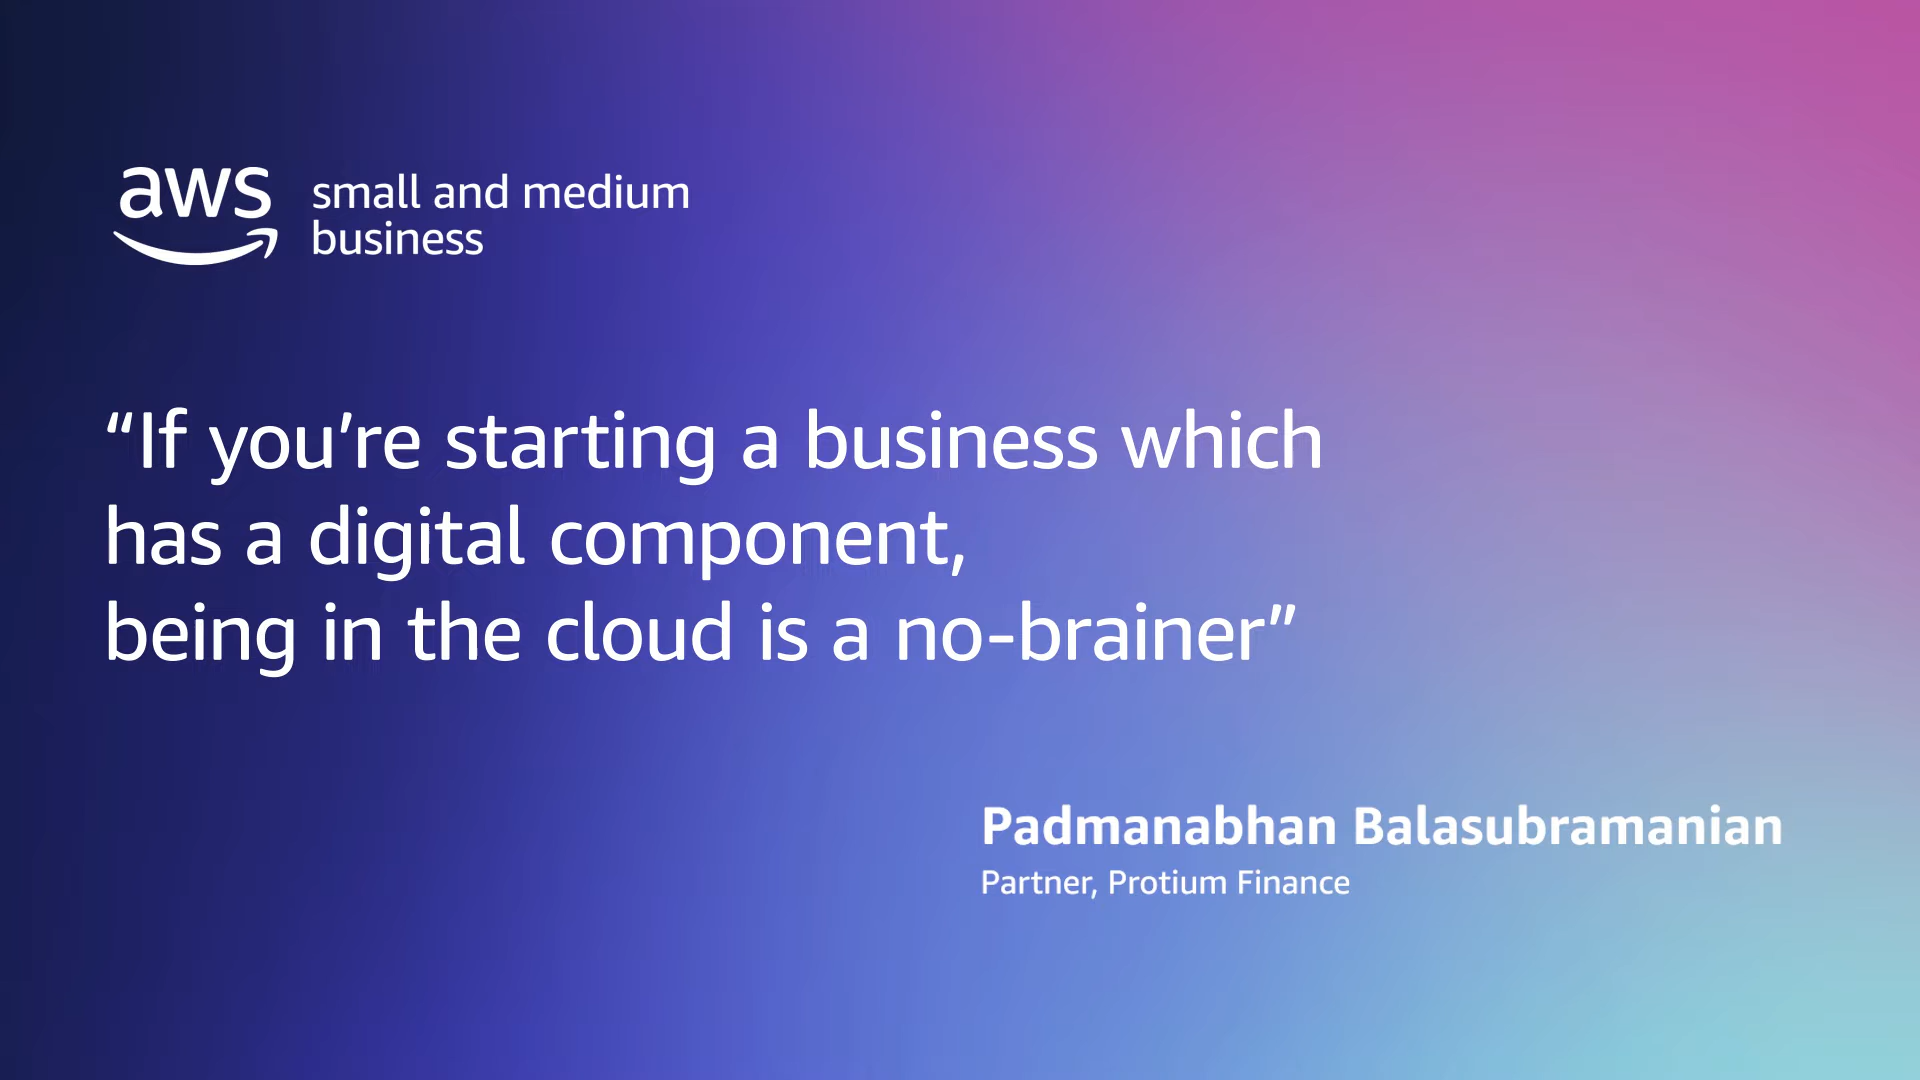 aws
small and medium
business
“If you’re starting a business which
has a digital component,
being in the cloud is a no-brainer”
Padmanabhan Balasubramanian
Partner, Protium Finance